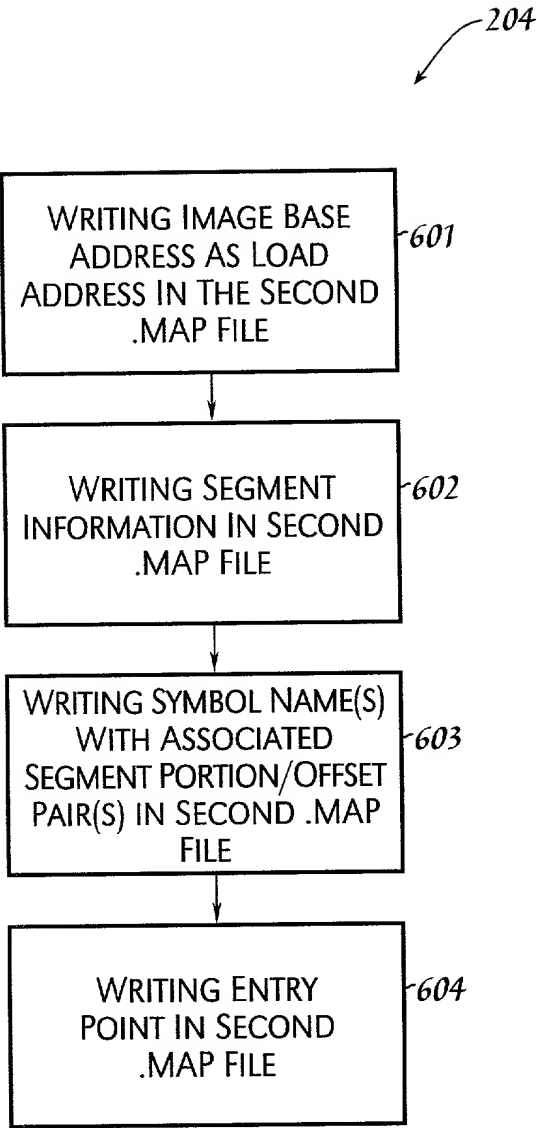 204
WRITING IMAGE BASE
ADDRESS AS LOAD
ADDRESS IN THE SECOND
.MAP FILE
601
WRITING SEGMENT
INFORMATION IN SECOND
.MAP FILE
602
WRITING SYMBOL NAME(S)
WITH ASSOCIATED
SEGMENT PORTION/OFFSET
PAIR(S) IN SECOND .MAP
FILE
603
WRITING ENTRY
POINT IN SECOND
.MAP FILE
604